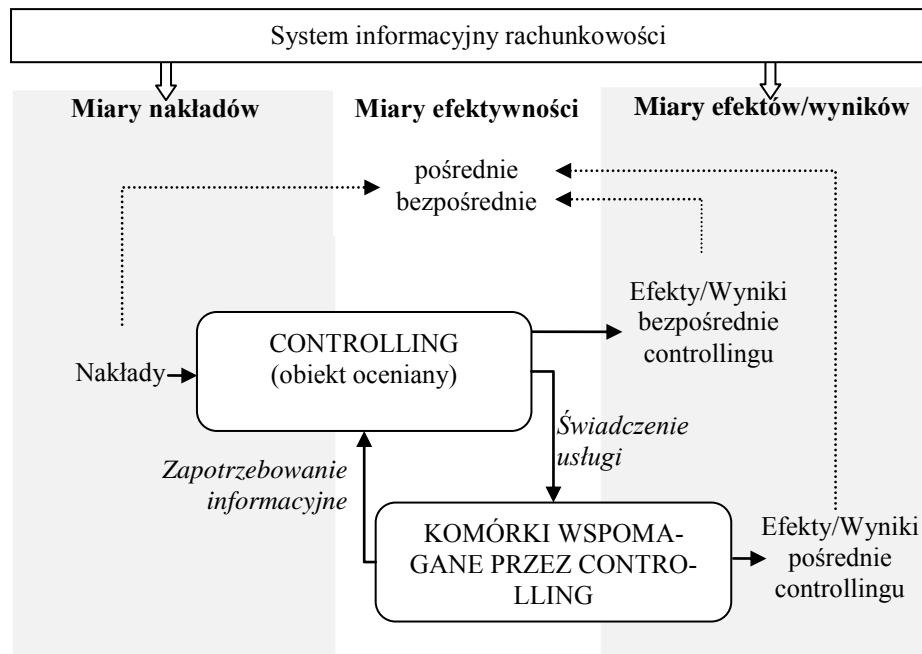 System informacyjny rachunkowości
Miary nakładów
Miary efektywności
Miary efektów/wyników
pośrednie
bezpośrednie
Efekty/Wyniki
bezpośrednie
controllingu
CONTROLLING
(obiekt oceniany)
Nakłady
Świadczenie
usługi
Zapotrzebowanie
informacyjne
KOMÓRKI WSPOMA-
GANE PRZEZ CONTRO-
LLING
Efekty/Wyniki
pośrednie
controllingu